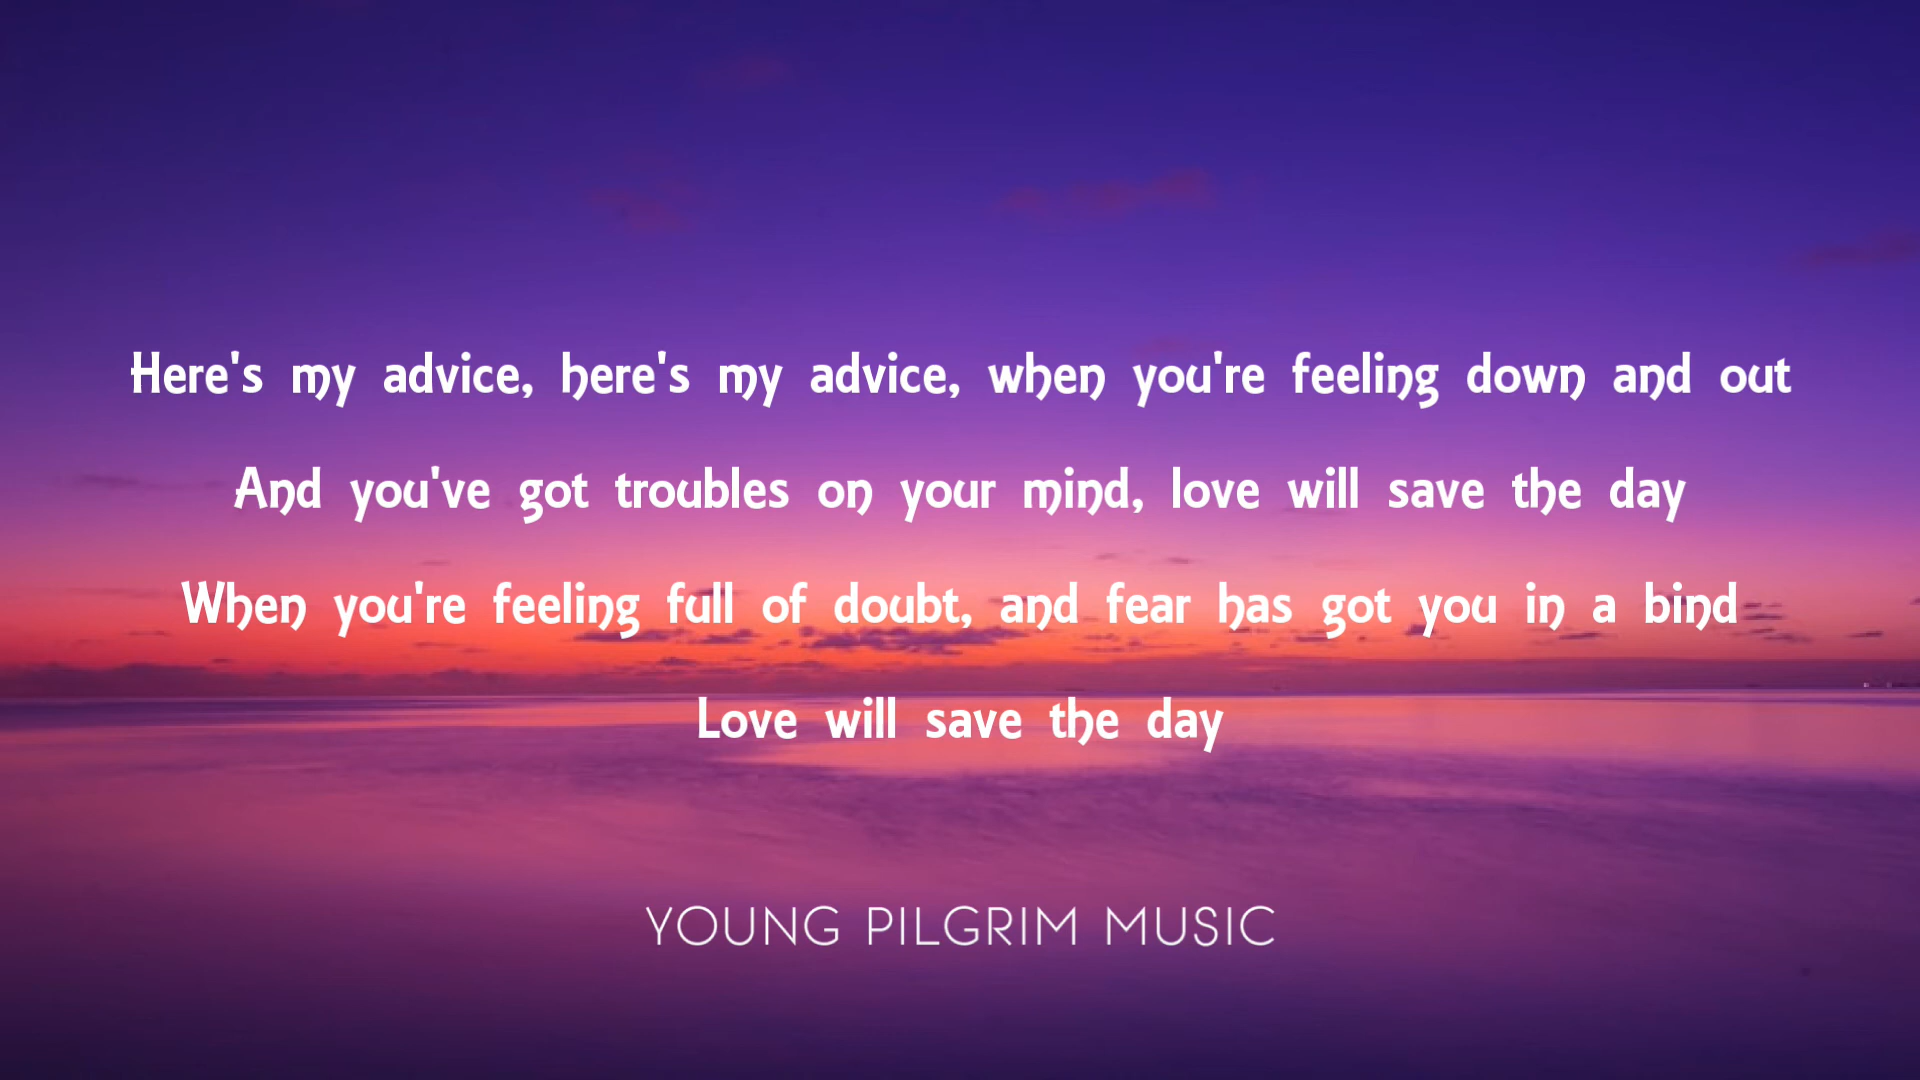 Here's my advice, here's my advice, when you're feeling down and out
And you've got troubles on your mind, love will save the day
When you're feeling full of doubt, and fear has got you in a bind
Love will save the day
YOUNG PILGRIM MUSIC